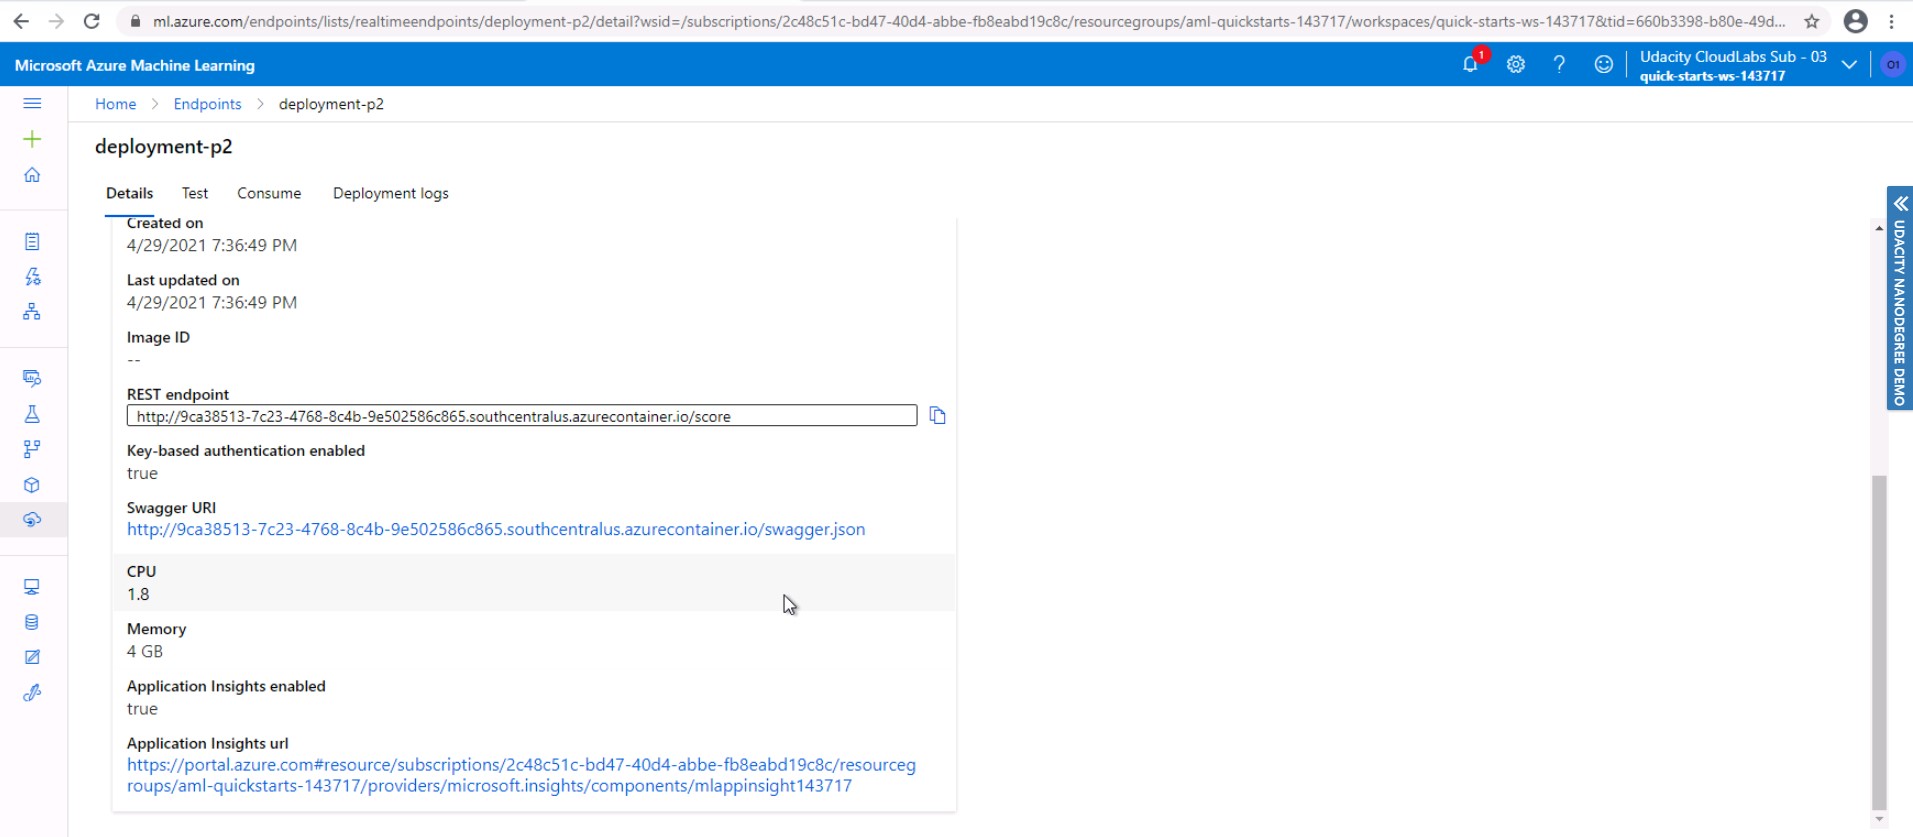 ml.azure.com/endpoints/lists/realtimeendpoints/deployment-p2/detail?wsid=/subscriptions/2c48c51c-bd47-40d4-abbe-fb8eabd19c8c/resourcegroups/aml-quickstarts-143717/workspaces/quick-starts-ws-143717&tid=660b3398-b80e-49d...
Microsoft Azure Machine Learning
1
?
Udacity CloudLabs Sub - 03
quick-starts-ws-143717
O1
Home > Endpoints > deployment-p2
deployment-p2
Details Test Consume Deployment logs
Created on
4/29/2021 7:36:49 PM
Last updated on
4/29/2021 7:36:49 PM
Image ID
--
REST endpoint
http://9ca38513-7c23-4768-8c4b-9e502586c865.southcentralus.azurecontainer.io/score
Key-based authentication enabled
true
Swagger URI
http://9ca38513-7c23-4768-8c4b-9e502586c865.southcentralus.azurecontainer.io/swagger.json
CPU
1.8
Memory
4 GB
Application Insights enabled
true
Application Insights url
https://portal.azure.com#resource/subscriptions/2c48c51c-bd47-40d4-abbe-fb8eabd19c8c/resourceg
roups/aml-quickstarts-143717/providers/microsoft.insights/components/mlappinsight143717
UDACITY NANODEGREE DEMO